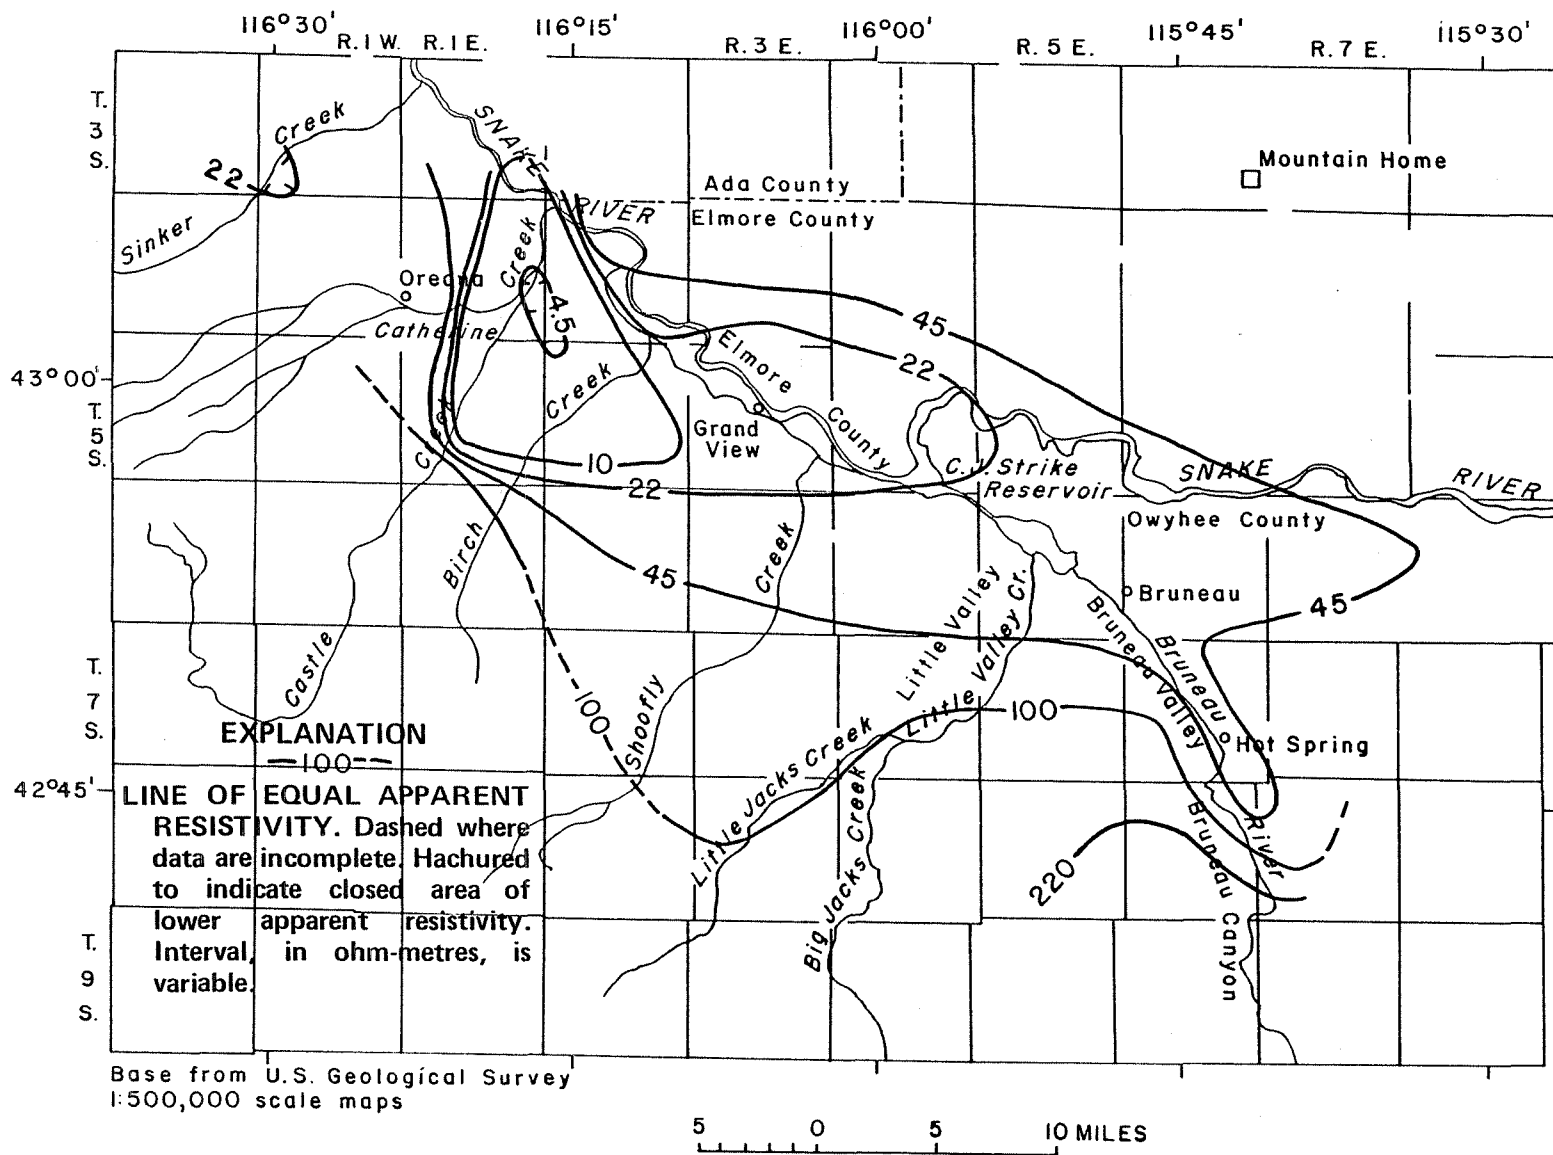 116°30' 116°15' 116°00' 115°45' 115°30'
R.1W. R.1E. R.3E. R.5E. R.7E.
T.
3
S.
Creek
SNAKE
Mountain Home
22
Ada County
Sinker
RIVER
Elmore County
Creek
Oreana
4.5
45
Catherine
Elmore
22
43°00'
Creek
T.
5
S.
Grand
View
County
Creek
10
C.J. Strike
Reservoir
SNAKE
RIVER
22
Owyhee County
Birch
Creek
45
Little Valley
Little Valley Cr.
Bruneau
45
Bruneau Valley
Bruneau
T.
7
S.
Castle
Shoofly
100
100
Hot Spring
EXPLANATION
100
Little Jacks Creek
42°45'
LINE OF EQUAL APPARENT
RESISTIVITY. Dashed where
data are incomplete. Hachured
to indicate closed area of
lower apparent resistivity.
Interval, in ohm-metres, is
variable.
Big Jacks Creek
River
Bruneau Canyon
220
T.
9
S.
Base from U.S. Geological Survey
1:500,000 scale maps
5 0 5 10 MILES